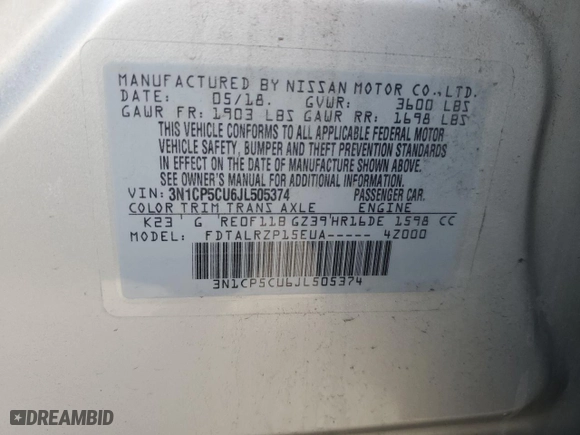 MANUFACTURED BY NISSAN MOTOR CO.,LTD.
DATE: 05/18. GVWR: 3600 LBS
GAWR FR: 1903 LBS GAWR RR: 1698 LBS
THIS VEHICLE CONFORMS TO ALL APPLICABLE FEDERAL MOTOR
VEHICLE SAFETY, BUMPER, AND THEFT PREVENTION STANDARDS
IN EFFECT ON THE DATE OF MANUFACTURE SHOWN ABOVE.
SEE OWNER'S MANUAL FOR ADDITIONAL INFORMATION.
VIN: 3N1CP5CU6JL505374 PASSENGER CAR.
COLOR TRIM TRANS AXLE ENGINE
K23 G RE0F11B GZ39 HR16DE 1598 CC
MODEL: FDTALRZP15EUA----- 4Z000
3N1CP5CU6JL505374
DREAMBID